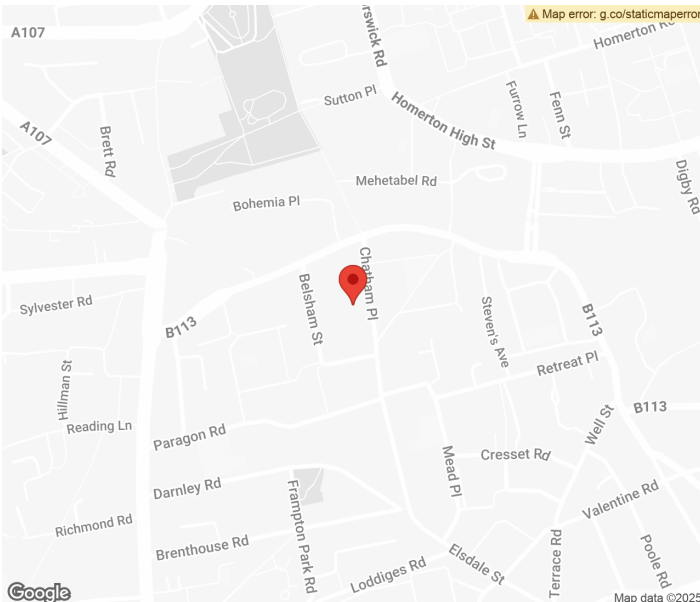 Map error: g.co/staticmaperror
A107
Homerton Rd
Sutton Pl
Homerton High St
Furrow Ln
Fenn St
A107
Brett Rd
Mehetabel Rd
Digby Rd
Bohemia Pl
Chatham Pl
Belsham St
Sylvester Rd
B113
Steven's Ave
B113
Hillman St
Retreat Pl
B113
Reading Ln
Paragon Rd
Well St
Cresset Rd
Mead Pl
Darnley Rd
Frampton Park Rd
Valentine Rd
Richmond Rd
Brenthouse Rd
Elsdale St
Terrace Rd
Poole Rd
Loddiges Rd
Google
Map data ©2025